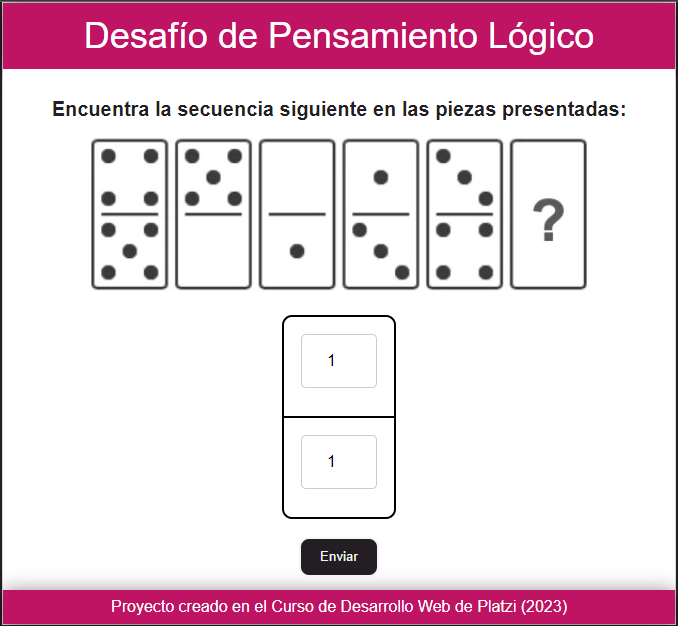 Desafío de Pensamiento Lógico
Encuentra la secuencia siguiente en las piezas presentadas:
?
1
1
Enviar
Proyecto creado en el Curso de Desarrollo Web de Platzi (2023)